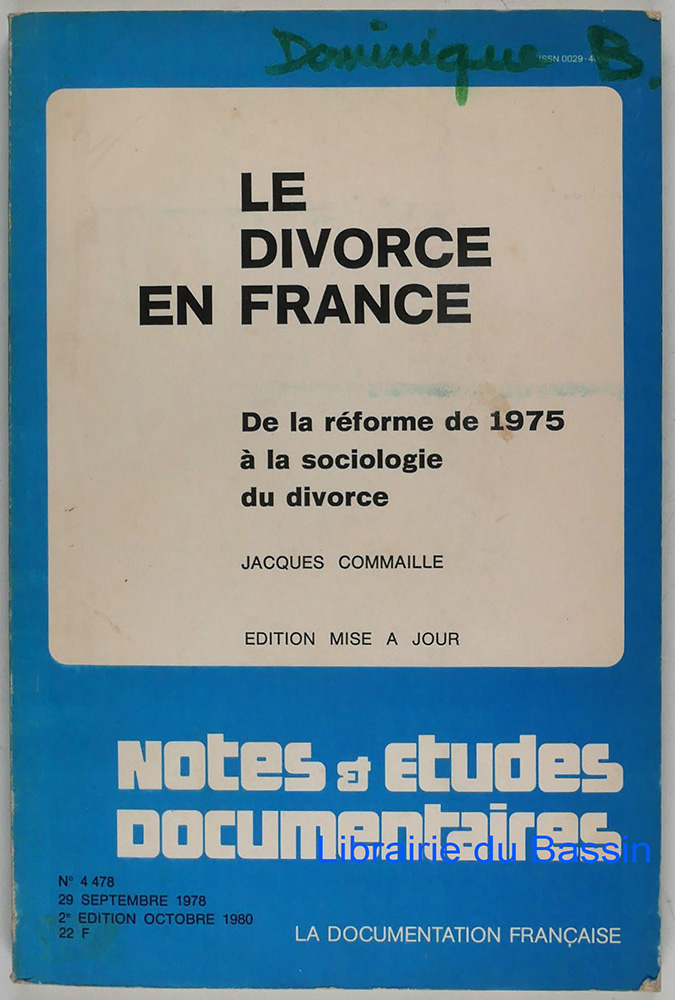 Dominique B.
ISSN 0029-4
LE
DIVORCE
EN FRANCE
De la réforme de 1975
à la sociologie
du divorce
JACQUES COMMAILLE
EDITION MISE A JOUR
Notes & Etudes
Documentaires
Librairie du Bassin
N° 4 478
29 SEPTEMBRE 1978
2e EDITION OCTOBRE 1980
22 F
LA DOCUMENTATION FRANÇAISE